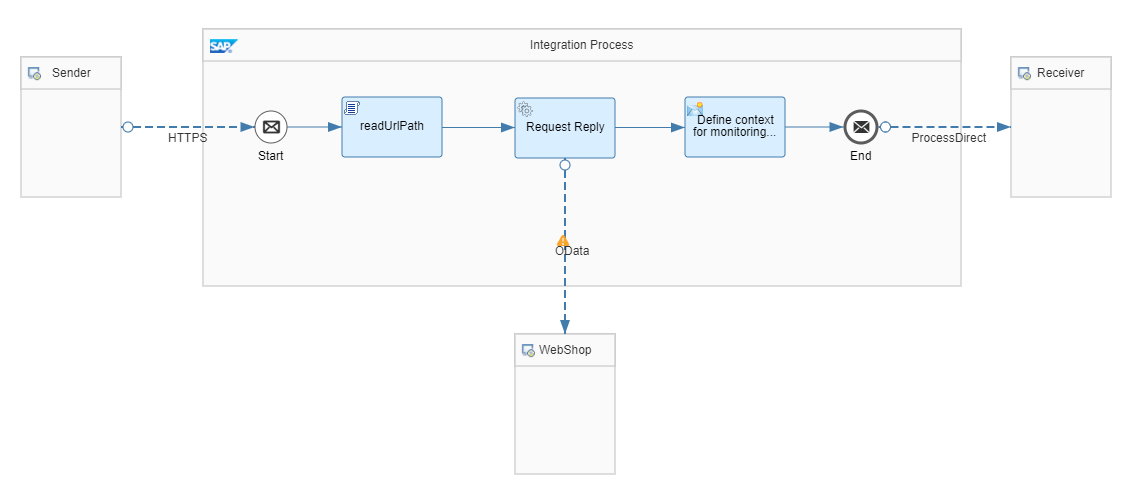 SAP
Integration Process
Sender
Receiver
HTTPS
Start
readUrlPath
Request Reply
Define context
for monitoring...
End
ProcessDirect
OData
WebShop